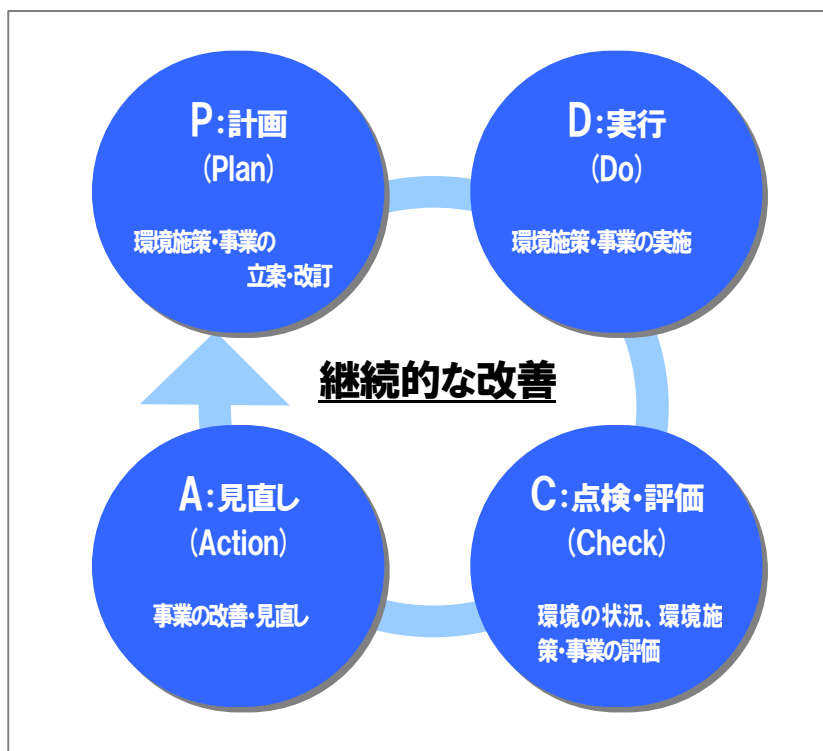 P:計画
(Plan)
環境施策・事業の
立案・改訂
D:実行
(Do)
環境施策・事業の実施
継続的な改善
A:見直し
(Action)
事業の改善・見直し
C:点検・評価
(Check)
環境の状況、環境施
策・事業の評価